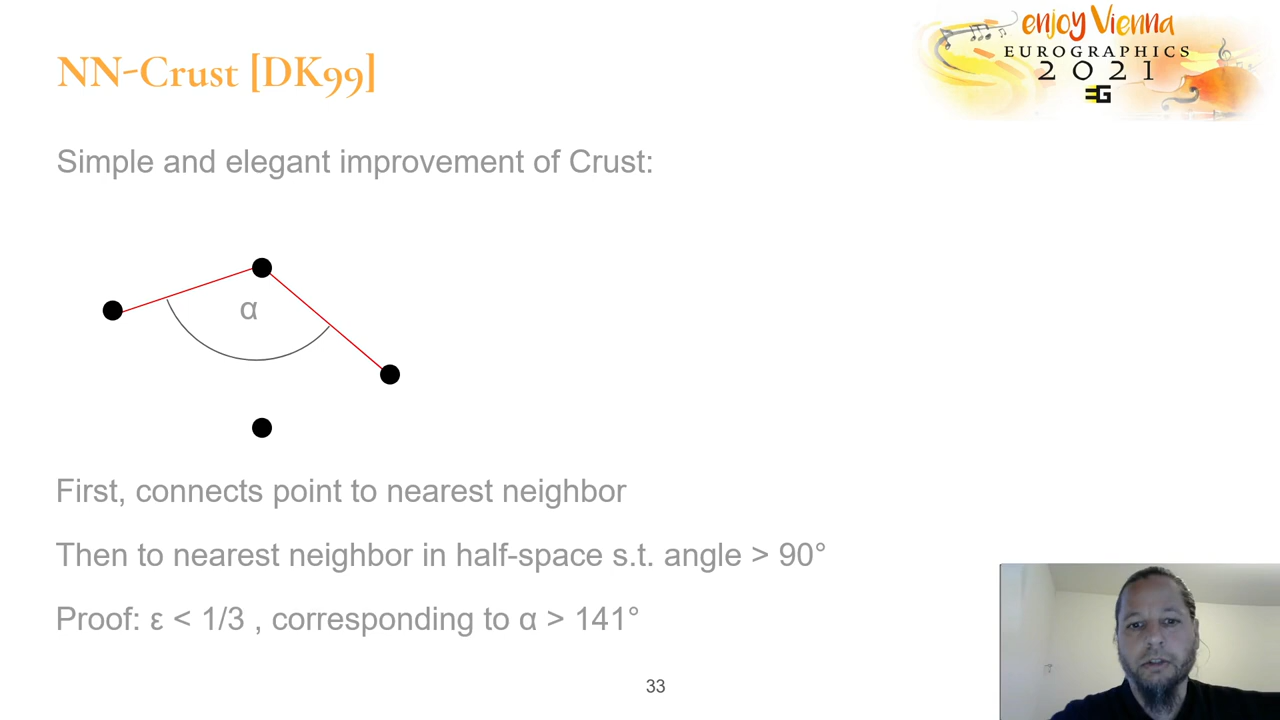 NN-Crust [DK99]
enjoy Vienna
EUROGRAPHICS
2021
EG
Simple and elegant improvement of Crust:
α
First, connects point to nearest neighbor
Then to nearest neighbor in half-space s.t. angle > 90°
Proof: ε < 1/3 , corresponding to α > 141°
33